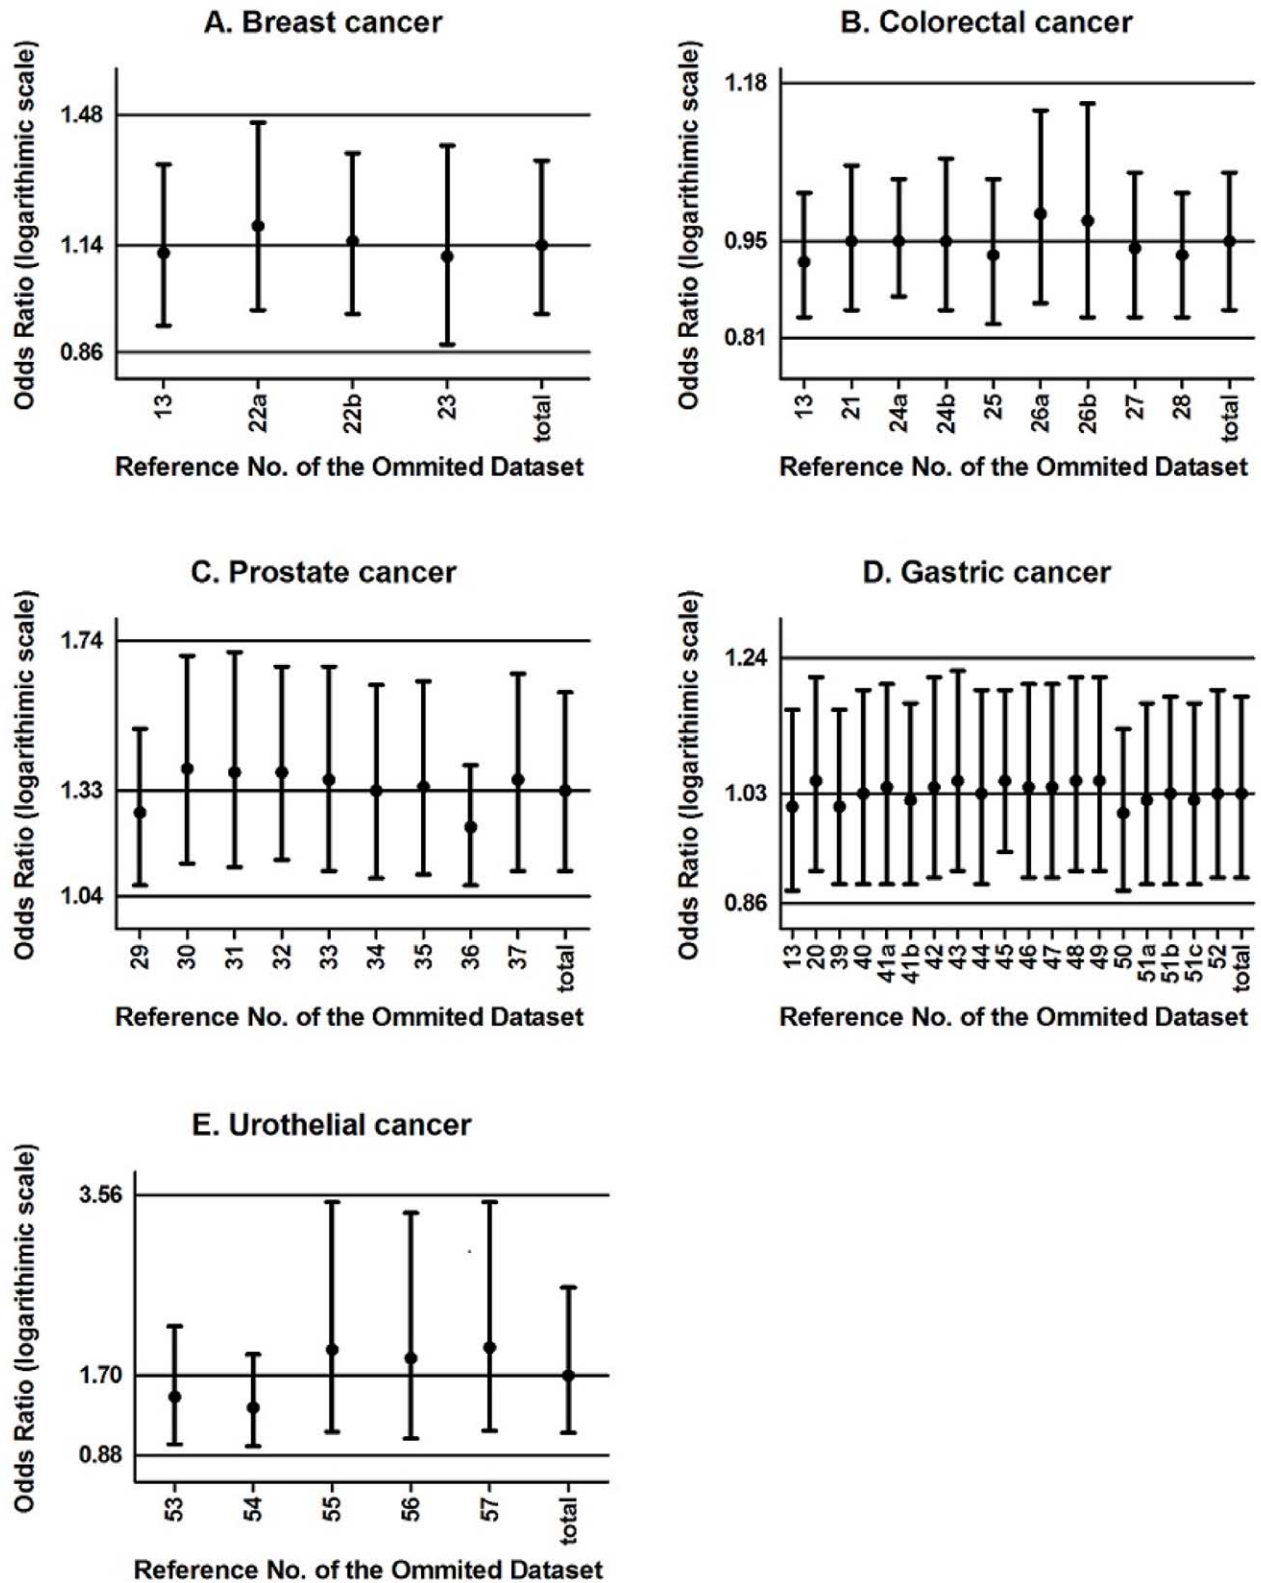 A. Breast cancer
Odds Ratio (logarithimic scale)
1.48
1.14
0.86
13
22a
22b
23
total
Reference No. of the Ommited Dataset
B. Colorectal cancer
Odds Ratio (logarithimic scale)
1.18
0.95
0.81
13
21
24a
24b
25
26a
26b
27
28
total
Reference No. of the Ommited Dataset
C. Prostate cancer
Odds Ratio (logarithimic scale)
1.74
1.33
1.04
29
30
31
32
33
34
35
36
37
total
Reference No. of the Ommited Dataset
D. Gastric cancer
Odds Ratio (logarithimic scale)
1.24
1.03
0.86
13
20
39
40
41a
41b
42
43
44
45
46
47
48
49
50
51a
51b
51c
52
total
Reference No. of the Ommited Dataset
E. Urothelial cancer
Odds Ratio (logarithimic scale)
3.56
1.70
0.88
53
54
55
56
57
total
Reference No. of the Ommited Dataset